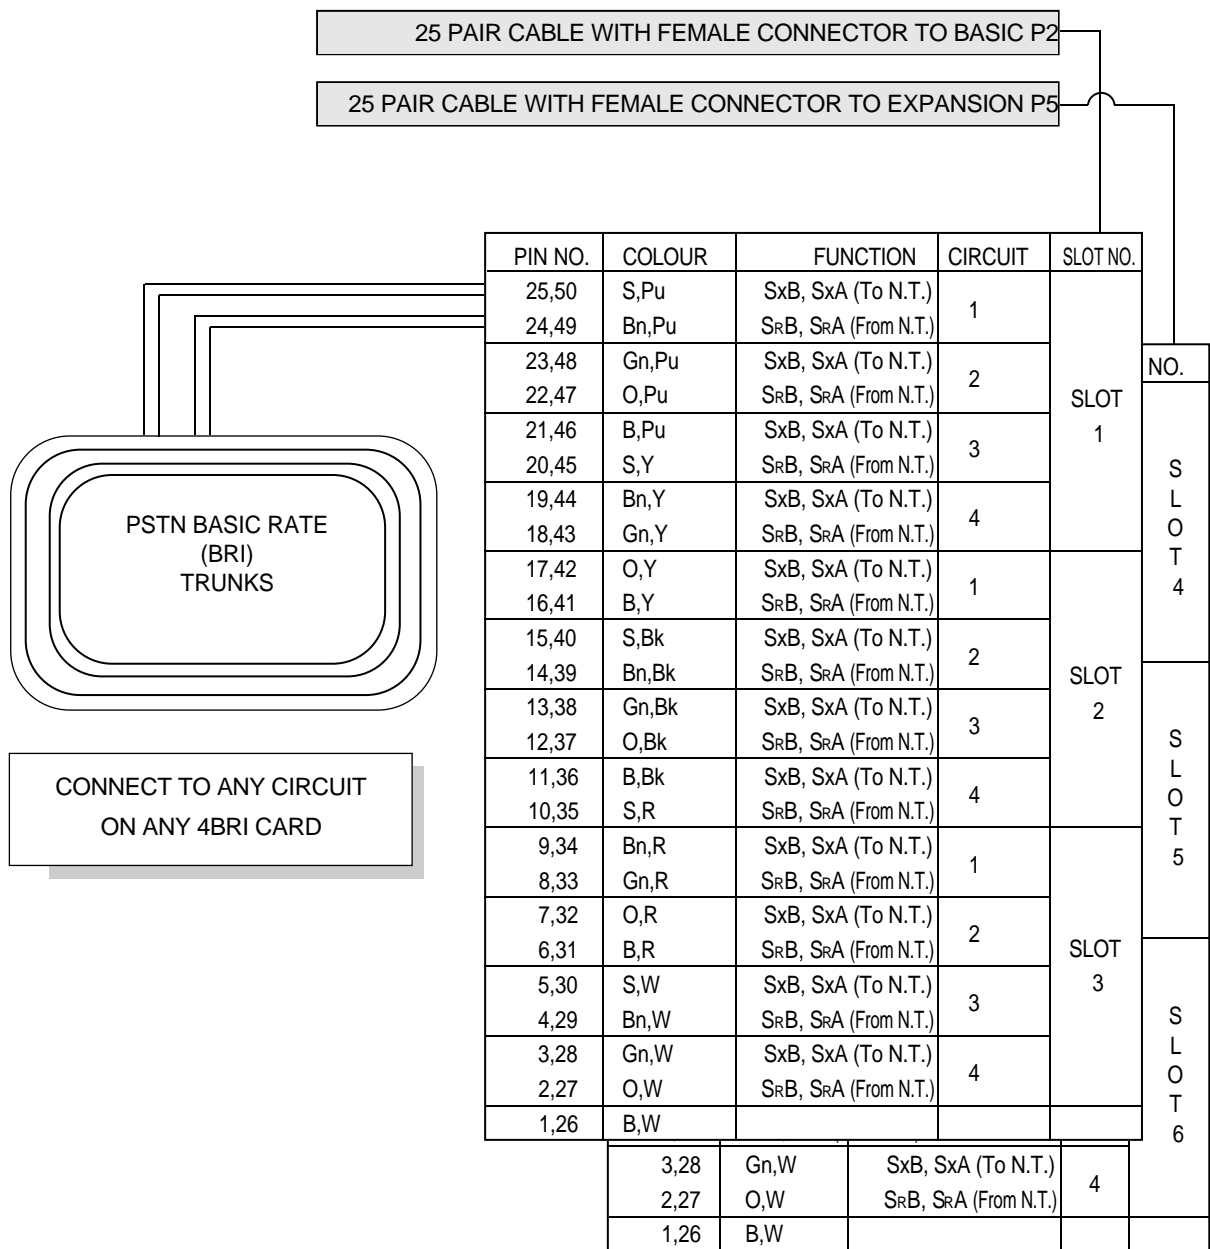 25 PAIR CABLE WITH FEMALE CONNECTOR TO BASIC P2
25 PAIR CABLE WITH FEMALE CONNECTOR TO EXPANSION P5
PIN NO. COLOUR FUNCTION CIRCUIT SLOT NO.
25,50 S,Pu SxB, SxA (To N.T.) 1
24,49 Bn,Pu SRB, SRA (From N.T.)
23,48 Gn,Pu SxB, SxA (To N.T.) 2
22,47 O,Pu SRB, SRA (From N.T.)
21,46 B,Pu SxB, SxA (To N.T.) 3
20,45 S,Y SRB, SRA (From N.T.)
19,44 Bn,Y SxB, SxA (To N.T.) 4
18,43 Gn,Y SRB, SRA (From N.T.)
SLOT
1
17,42 O,Y SxB, SxA (To N.T.) 1
16,41 B,Y SRB, SRA (From N.T.)
15,40 S,Bk SxB, SxA (To N.T.) 2
14,39 Bn,Bk SRB, SRA (From N.T.)
13,38 Gn,Bk SxB, SxA (To N.T.) 3
12,37 O,Bk SRB, SRA (From N.T.)
11,36 B,Bk SxB, SxA (To N.T.) 4
10,35 S,R SRB, SRA (From N.T.)
SLOT
2
9,34 Bn,R SxB, SxA (To N.T.) 1
8,33 Gn,R SRB, SRA (From N.T.)
7,32 O,R SxB, SxA (To N.T.) 2
6,31 B,R SRB, SRA (From N.T.)
5,30 S,W SxB, SxA (To N.T.) 3
4,29 Bn,W SRB, SRA (From N.T.)
3,28 Gn,W SxB, SxA (To N.T.) 4
2,27 O,W SRB, SRA (From N.T.)
SLOT
3
1,26 B,W
NO.
S
L
O
T
4
S
L
O
T
5
S
L
O
T
6
3,28 Gn,W SxB, SxA (To N.T.) 4
2,27 O,W SRB, SRA (From N.T.)
1,26 B,W
PSTN BASIC RATE
(BRI)
TRUNKS
CONNECT TO ANY CIRCUIT
ON ANY 4BRI CARD